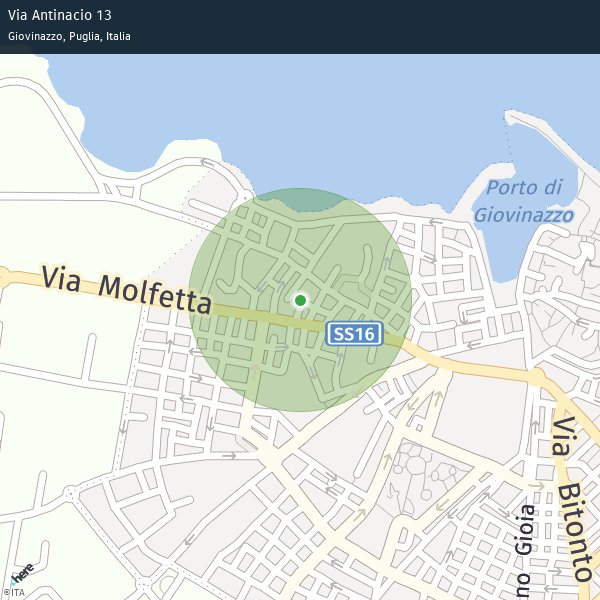 Via Antinacio 13
Giovinazzo, Puglia, Italia
Porto di
Giovinazzo
Via Molfetta
SS16
Via Bitonto
no Gioia
here
©ITA